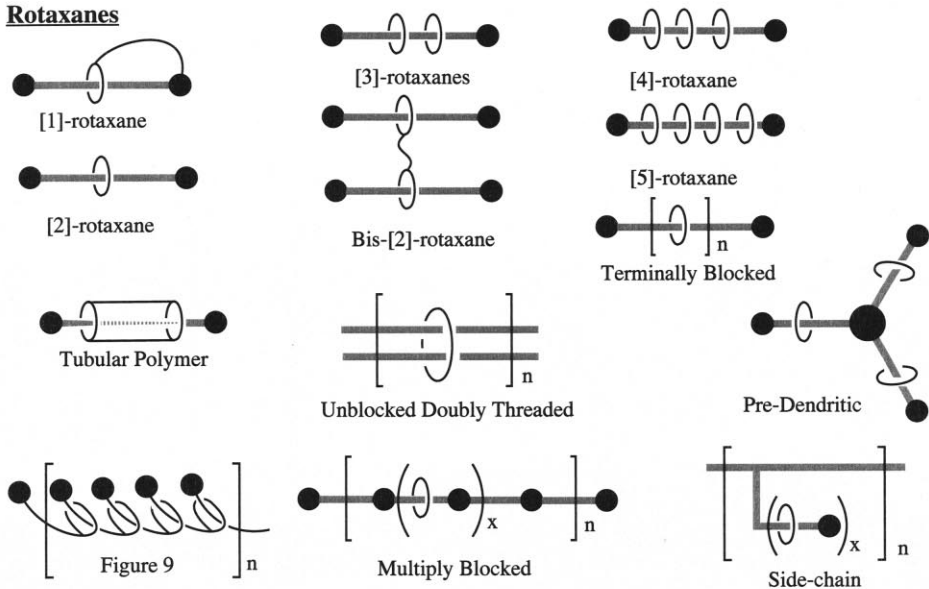 Rotaxanes
[1]-rotaxane
[3]-rotaxanes
[4]-rotaxane
[2]-rotaxane
Bis-[2]-rotaxane
[5]-rotaxane
n
Terminally Blocked
Tubular Polymer
n
Unblocked Doubly Threaded
Pre-Dendritic
n
Figure 9
x
n
Multiply Blocked
x
n
Side-chain